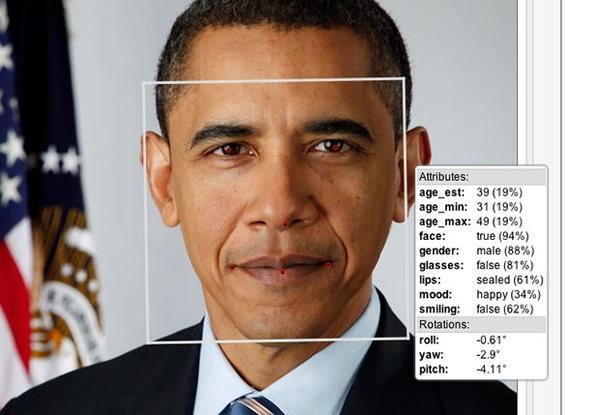 Attributes:
age_est: 39 (19%)
age_min: 31 (19%)
age_max: 49 (19%)
face: true (94%)
gender: male (88%)
glasses: false (81%)
lips: sealed (61%)
mood: happy (34%)
smiling: false (62%)
Rotations:
roll: -0.61°
yaw: -2.9°
pitch: -4.11°